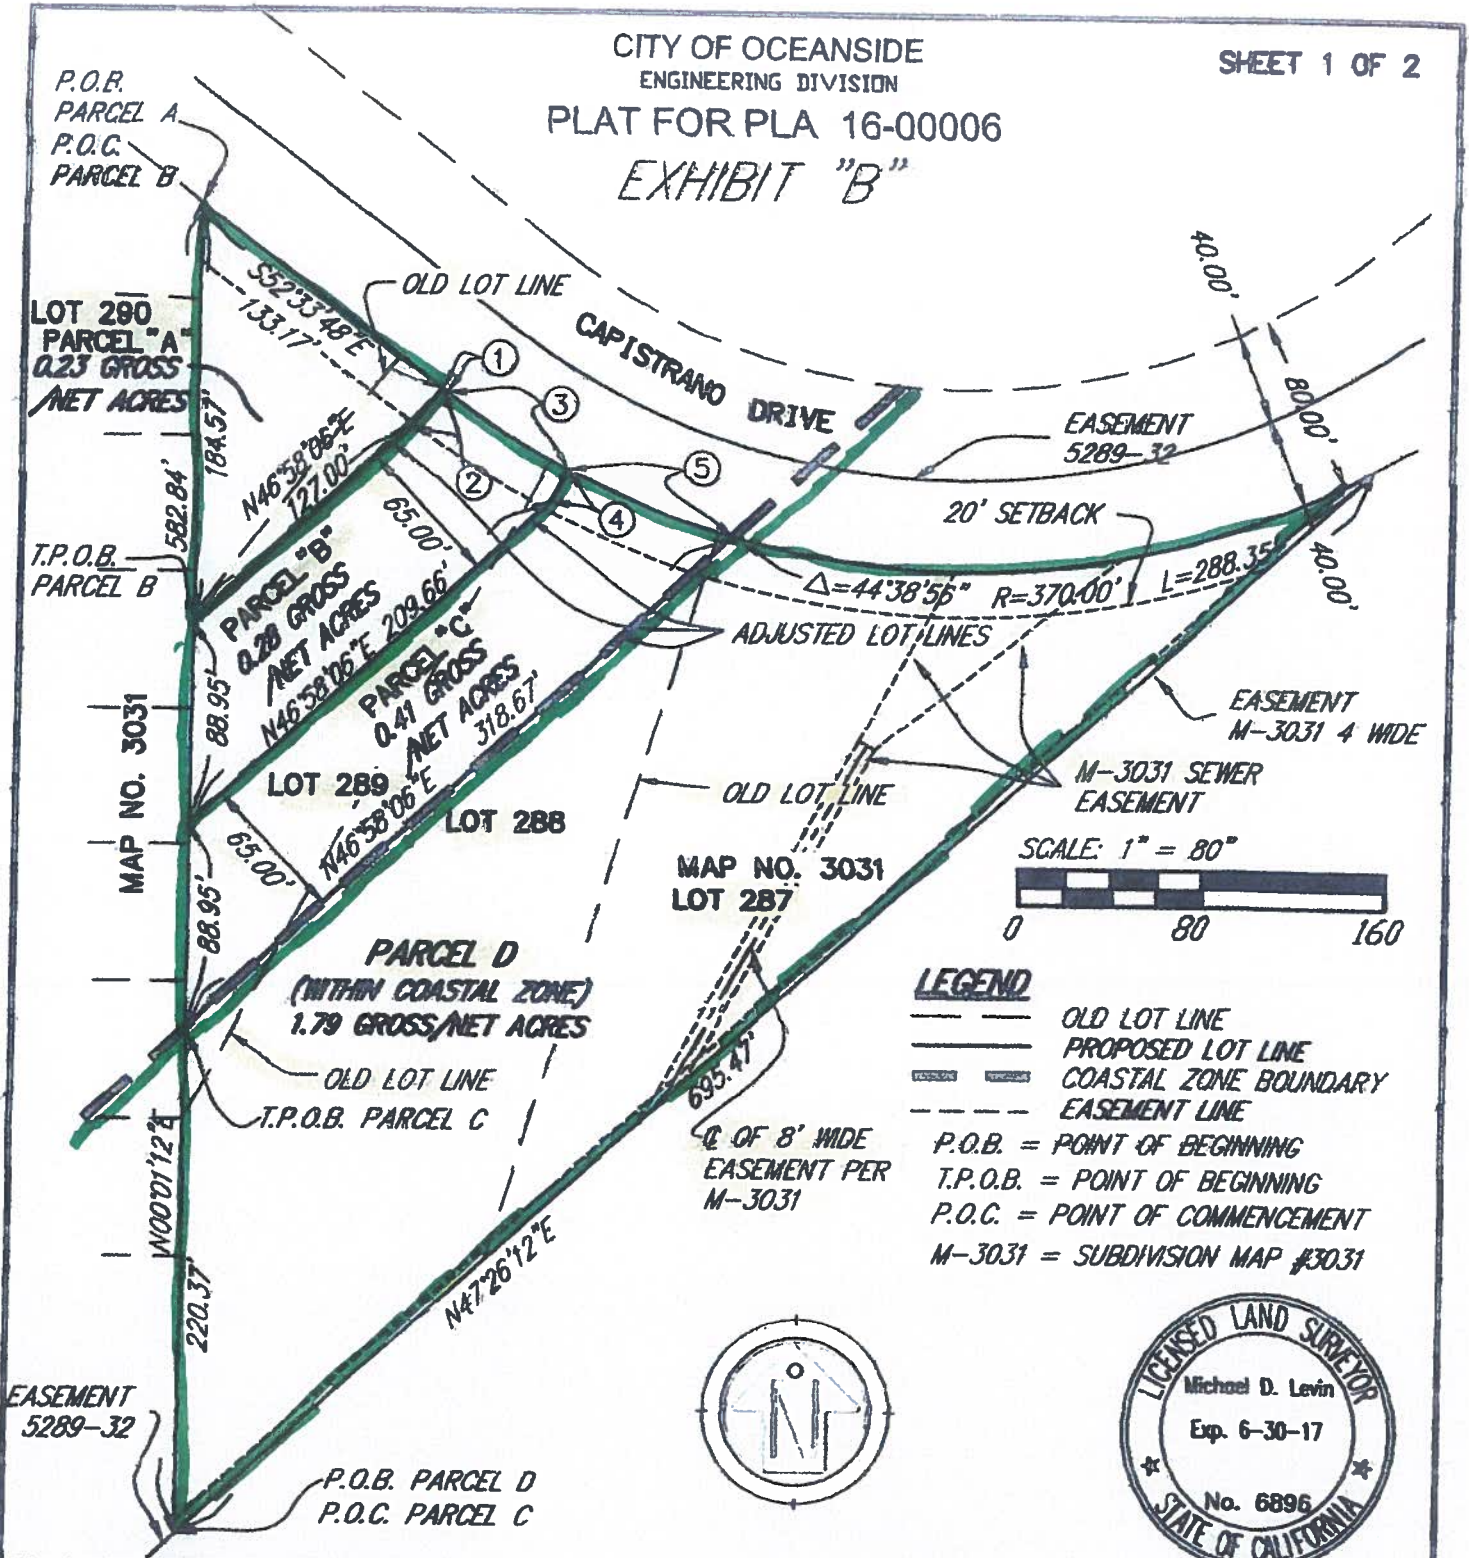 CITY OF OCEANSIDE
ENGINEERING DIVISION
PLAT FOR PLA 16-00006
EXHIBIT "B"
SHEET 1 OF 2
P.O.B.
PARCEL A
P.O.C.
PARCEL B
OLD LOT LINE
S52°33'48"E
133.17'
LOT 290
PARCEL "A"
0.23 GROSS
/NET ACRES
184.57'
582.84'
N46°58'06"E
127.00'
1
3
2
5
4
CAPISTRANO DRIVE
EASEMENT
5289-32
40.00'
80.00'
40.00'
20' SETBACK
65.00'
T.P.O.B.
PARCEL B
PARCEL "B"
0.28 GROSS
/NET ACRES
N46°58'06"E 209.66'
Δ=44°38'56" R=370.00' L=288.35'
ADJUSTED LOT LINES
PARCEL "C"
0.41 GROSS
/NET ACRES
318.67'
N46°58'06"E
88.95'
MAP NO. 3031
LOT 289
LOT 288
65.00'
88.95'
EASEMENT
M-3031 4 WIDE
M-3031 SEWER
EASEMENT
OLD LOT LINE
MAP NO. 3031
LOT 287
SCALE: 1" = 80"
0 80 160
PARCEL D
(WITHIN COASTAL ZONE)
1.79 GROSS/NET ACRES
OLD LOT LINE
T.P.O.B. PARCEL C
695.47'
℄ OF 8' WIDE
EASEMENT PER
M-3031
LEGEND
OLD LOT LINE
PROPOSED LOT LINE
COASTAL ZONE BOUNDARY
EASEMENT LINE
P.O.B. = POINT OF BEGINNING
T.P.O.B. = POINT OF BEGINNING
P.O.C. = POINT OF COMMENCEMENT
M-3031 = SUBDIVISION MAP #3031
N00°01'12"E
220.37'
N47°26'12"E
EASEMENT
5289-32
P.O.B. PARCEL D
P.O.C. PARCEL C
N
LICENSED LAND SURVEYOR
Michael D. Levin
Exp. 6-30-17
No. 6896
STATE OF CALIFORNIA